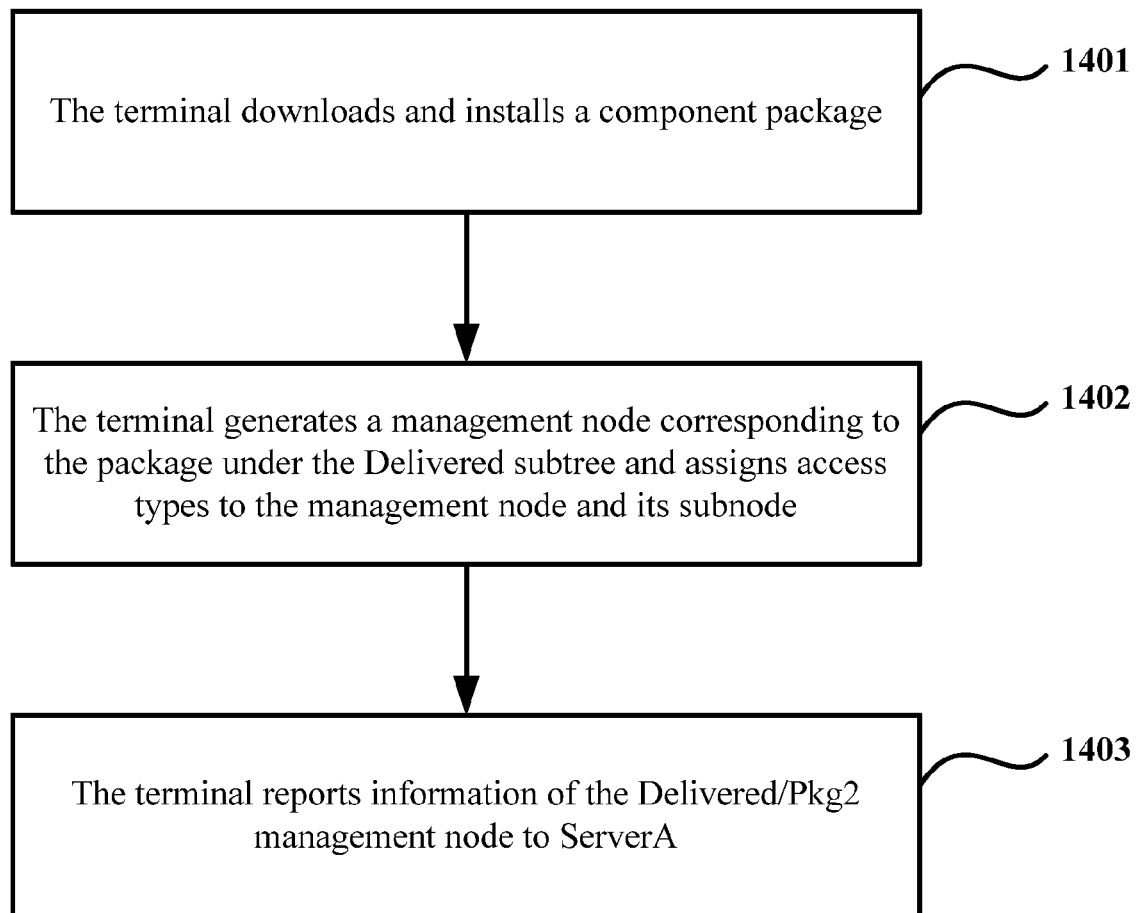 The terminal downloads and installs a component package
1401
The terminal generates a management node corresponding to
the package under the Delivered subtree and assigns access
types to the management node and its subnode
1402
The terminal reports information of the Delivered/Pkg2
management node to ServerA
1403